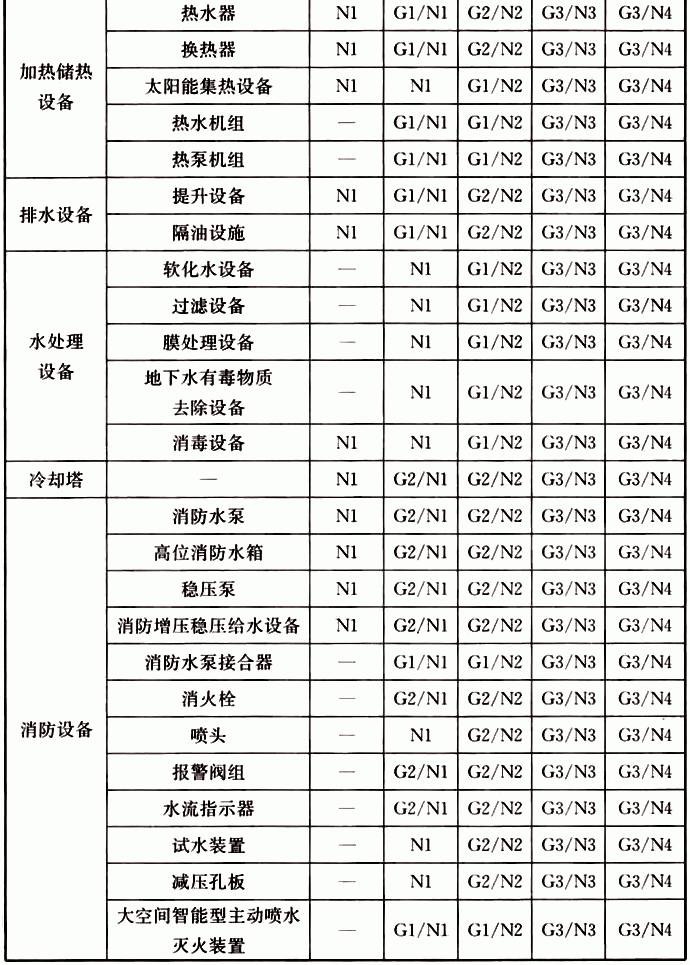 热水器 N1 G1/N1 G2/N2 G3/N3 G3/N4
换热器 N1 G1/N1 G2/N2 G3/N3 G3/N4
加热储热
设备
太阳能集热设备 N1 N1 G1/N2 G3/N3 G3/N4
热水机组 — G1/N1 G1/N2 G3/N3 G3/N4
热泵机组 — G1/N1 G1/N2 G3/N3 G3/N4
排水设备
提升设备 N1 G1/N1 G2/N2 G3/N3 G3/N4
隔油设施 N1 G1/N1 G2/N2 G3/N3 G3/N4
水处理
设备
软化水设备 — N1 G1/N2 G3/N3 G3/N4
过滤设备 — N1 G1/N2 G3/N3 G3/N4
膜处理设备 — N1 G1/N2 G3/N3 G3/N4
地下水有毒物质
去除设备 — N1 G1/N2 G3/N3 G3/N4
消毒设备 N1 N1 G1/N2 G3/N3 G3/N4
冷却塔 — N1 G2/N1 G2/N2 G3/N3 G3/N4
消防设备
消防水泵 N1 G2/N1 G2/N2 G3/N3 G3/N4
高位消防水箱 N1 G2/N1 G2/N2 G3/N3 G3/N4
稳压泵 N1 G2/N1 G2/N2 G3/N3 G3/N4
消防增压稳压给水设备 N1 G2/N1 G2/N2 G3/N3 G3/N4
消防水泵接合器 — G1/N1 G1/N2 G3/N3 G3/N4
消火栓 — G2/N1 G2/N2 G3/N3 G3/N4
喷头 — N1 G2/N2 G3/N3 G3/N4
报警阀组 — G2/N1 G2/N2 G3/N3 G3/N4
水流指示器 — G2/N1 G2/N2 G3/N3 G3/N4
试水装置 — N1 G2/N2 G3/N3 G3/N4
减压孔板 — N1 G2/N2 G3/N3 G3/N4
大空间智能型主动喷水
灭火装置 — G1/N1 G1/N2 G3/N3 G3/N4